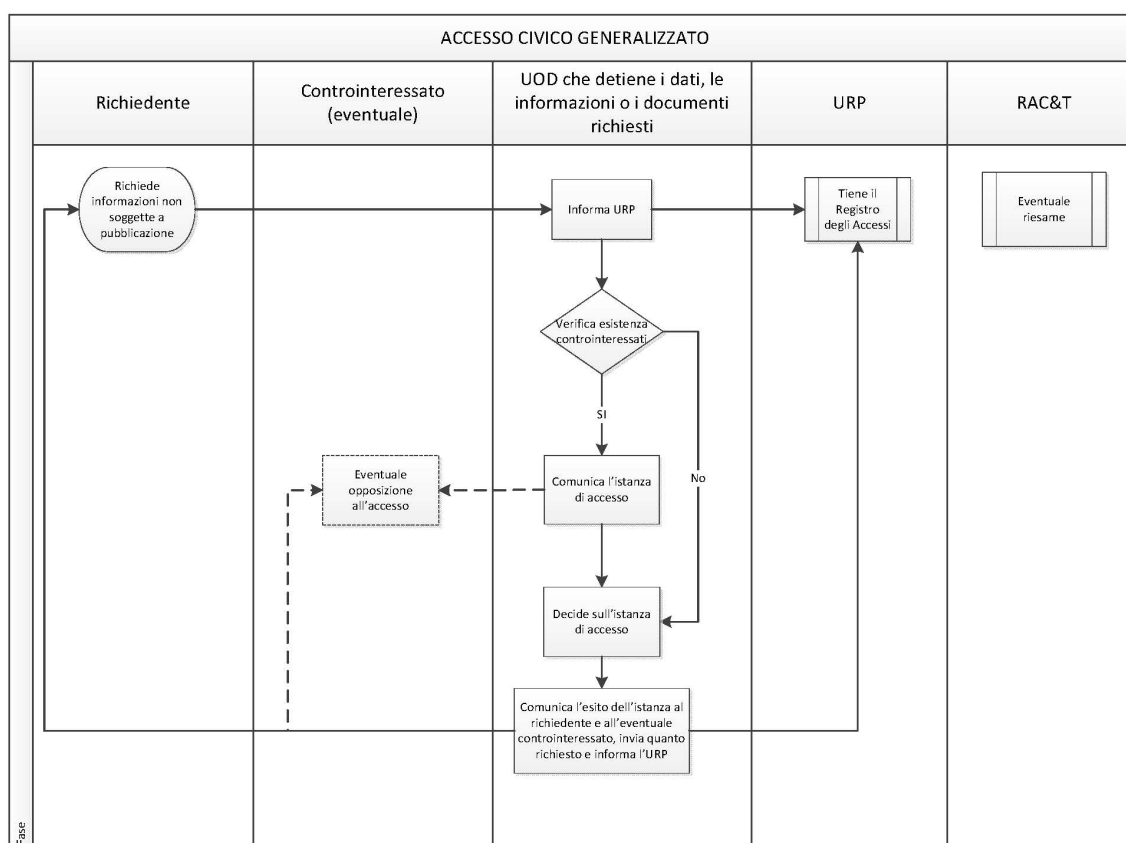 ACCESSO CIVICO GENERALIZZATO
Richiedente
Controinteressato
(eventuale)
UOD che detiene i dati, le
informazioni o i documenti
richiesti
URP
RAC&T
Richiede
informazioni non
soggette a
pubblicazione
Informa URP
Tiene il
Registro
degli Accessi
Eventuale
riesame
Verifica esistenza
controinteressati
SI
No
Eventuale
opposizione
all'accesso
Comunica l'istanza
di accesso
Decide sull'istanza
di accesso
Comunica l'esito dell'istanza al
richiedente e all'eventuale
controinteressato, invia quanto
richiesto e informa l'URP
Fase